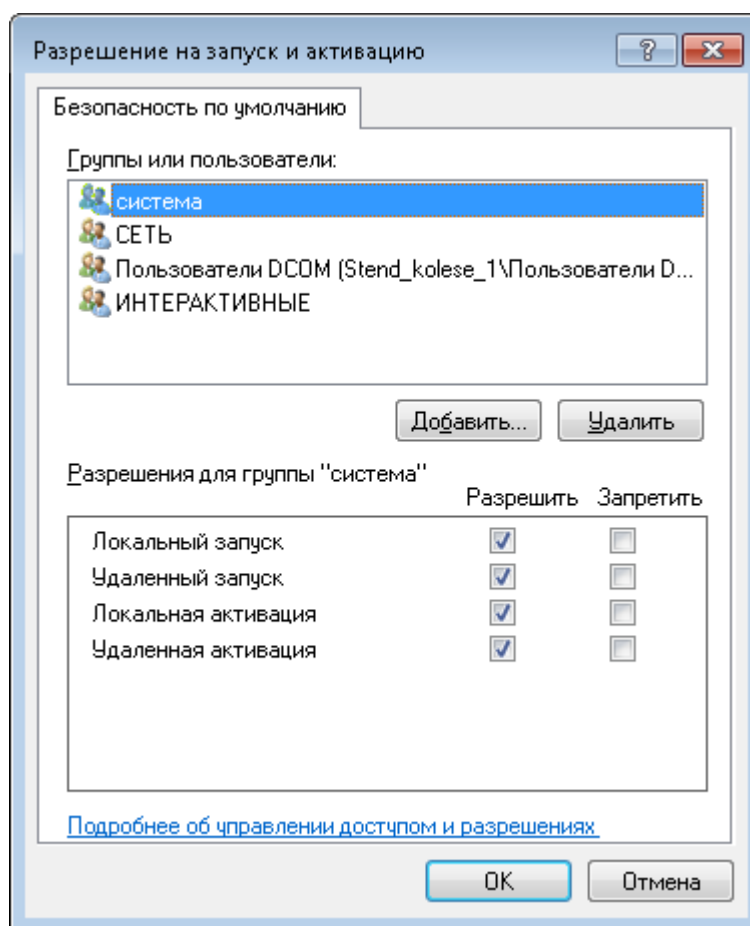 Разрешение на запуск и активацию
Безопасность по умолчанию
Группы или пользователи:
система
СЕТЬ
Пользователи DCOM (Stend_kolese_1\Пользователи D...
ИНТЕРАКТИВНЫЕ
Добавить... Удалить
Разрешения для группы "система"
Разрешить Запретить
Локальный запуск
Удаленный запуск
Локальная активация
Удаленная активация
Подробнее об управлении доступом и разрешениях
OK Отмена